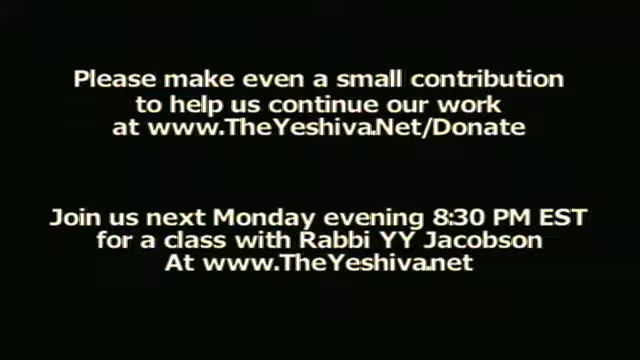 Please make even a small contribution
to help us continue our work
at www.TheYeshiva.Net/Donate
Join us next Monday evening 8:30 PM EST
for a class with Rabbi YY Jacobson
At www.TheYeshiva.net